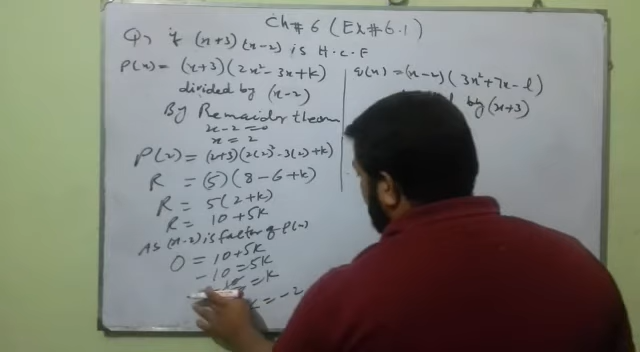 Ch# 6 (Ex# 6.1)
Q, if (x+3)(x-2) is H.C.F
P(x) = (x+3)(2x²-3x+k)
divided by (x-2)
By Remainder theorem
x-2=0
x = 2
P(2) = (2+3)(2(2)²-3(2)+k)
R = (5)(8-6+k)
R = 5(2+k)
R = 10+5k
As (x-2) is factor of P(x)
0 = 10+5k
-10 = 5k
= k
k = -2
q(x) = (x-2)(3x²+7x-l)
by (x+3)